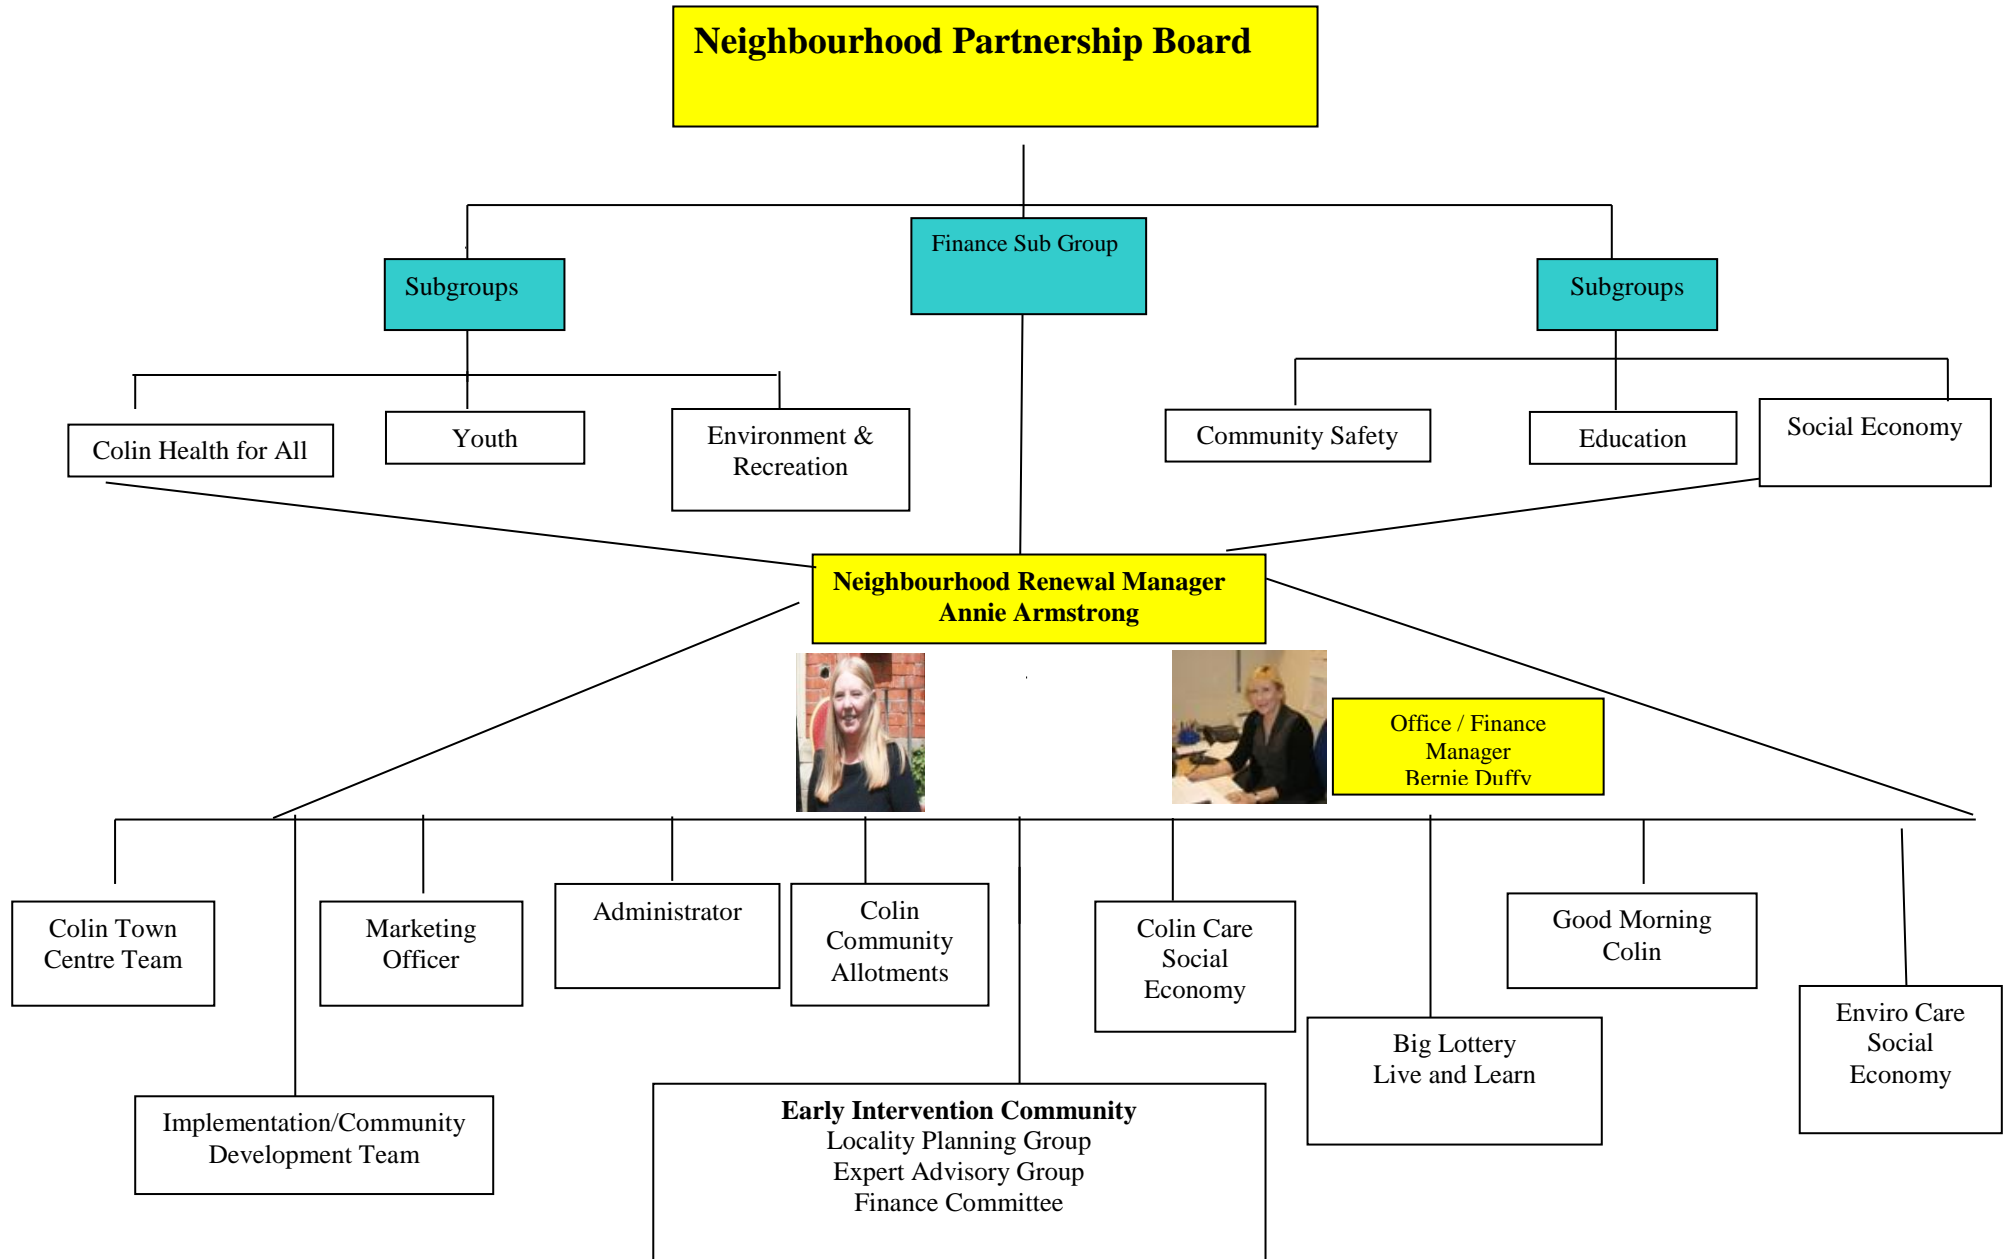 Neighbourhood Partnership Board
Finance Sub Group
Subgroups
Subgroups
Colin Health for All
Youth
Environment &
Recreation
Community Safety
Education
Social Economy
Neighbourhood Renewal Manager
Annie Armstrong
Office / Finance
Manager
Bernie Duffy
Colin Town
Centre Team
Marketing
Officer
Administrator
Colin
Community
Allotments
Colin Care
Social
Economy
Good Morning
Colin
Enviro Care
Social
Economy
Big Lottery
Live and Learn
Implementation/Community
Development Team
Early Intervention Community
Locality Planning Group
Expert Advisory Group
Finance Committee